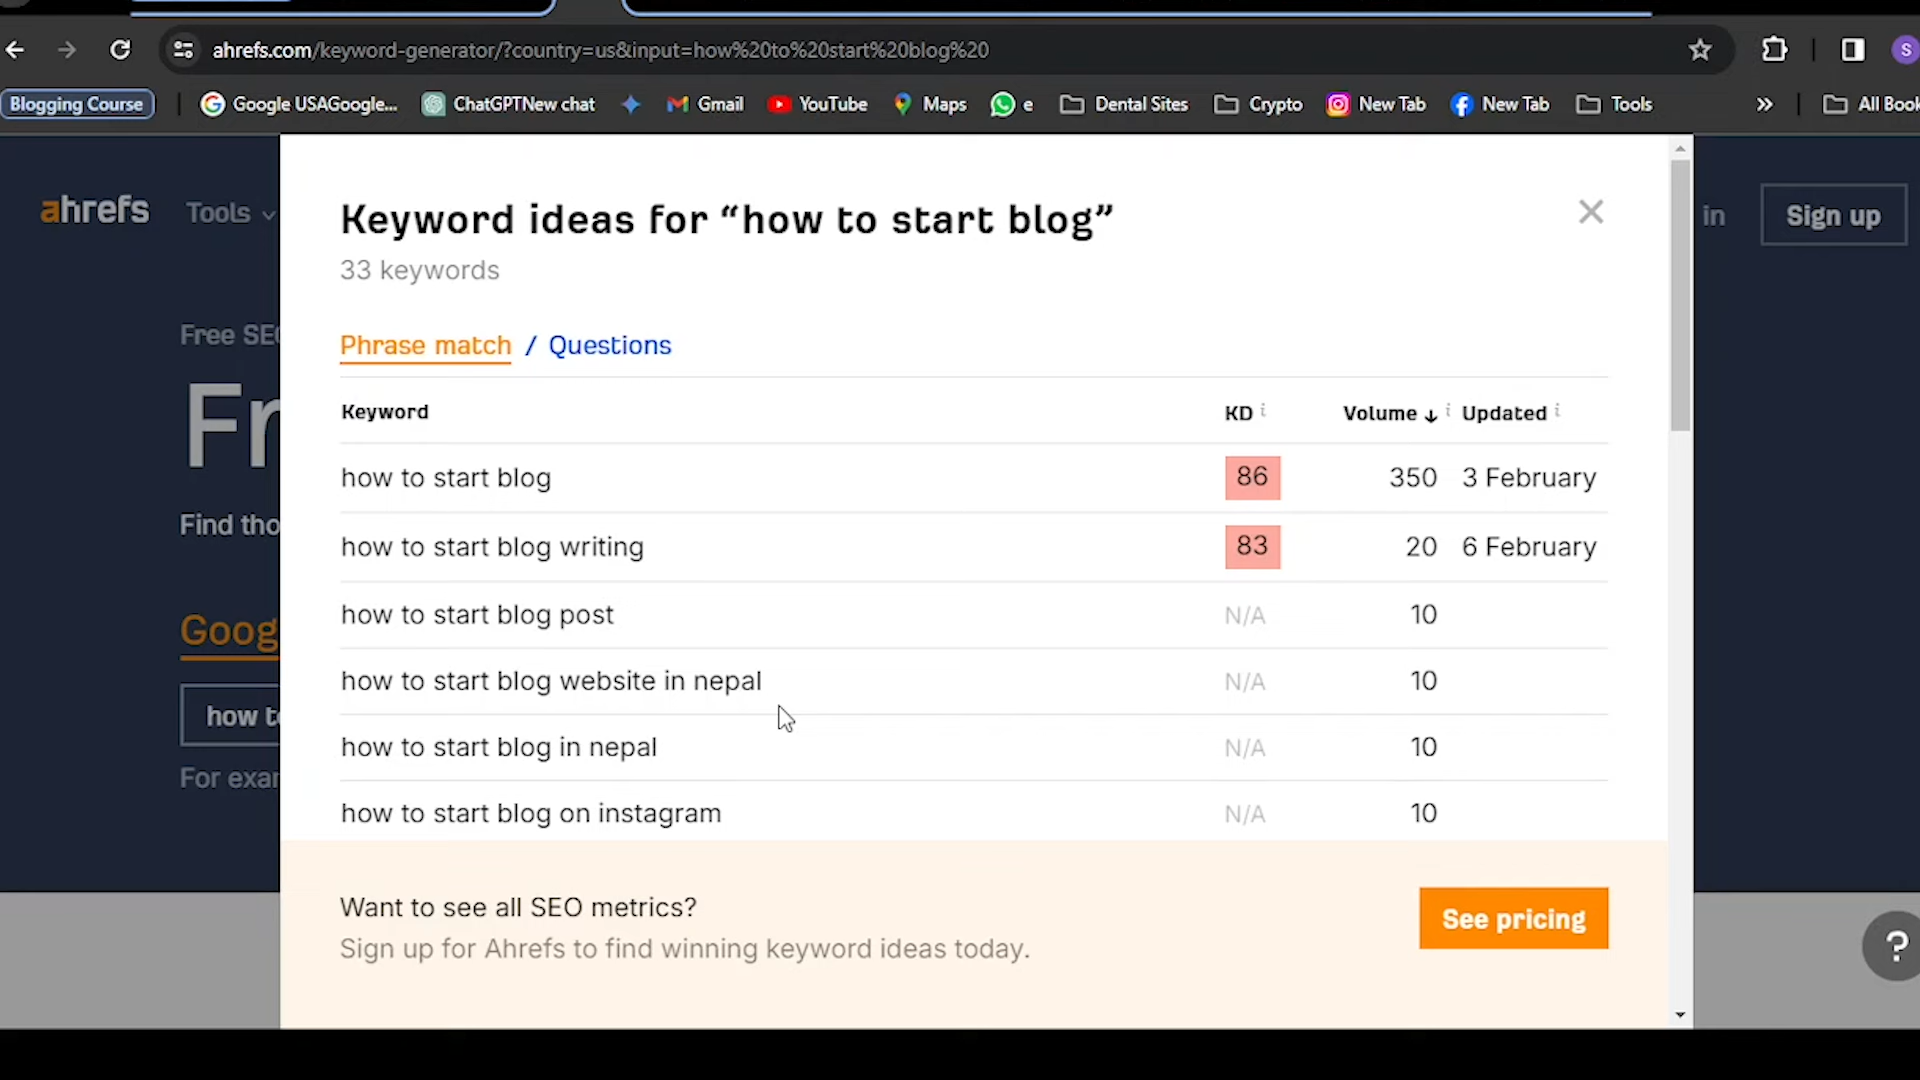 ahrefs.com/keyword-generator/?country=us&input=how%20to%20start%20blog%20
S
Blogging Course
Google USAGoogle...
ChatGPTNew chat
Gmail
YouTube
Maps
e
Dental Sites
Crypto
New Tab
New Tab
Tools
»
All Book
ahrefs
Tools
in
Sign up
Keyword ideas for “how to start blog”
33 keywords
Free SEO
Phrase match / Questions
Fr
Keyword KD i Volume ↓ i Updated i
how to start blog 86 350 3 February
Find tho
how to start blog writing 83 20 6 February
how to start blog post N/A 10
Goog
how to start blog website in nepal N/A 10
how to
how to start blog in nepal N/A 10
For exam
how to start blog on instagram N/A 10
Want to see all SEO metrics?
Sign up for Ahrefs to find winning keyword ideas today.
See pricing
?